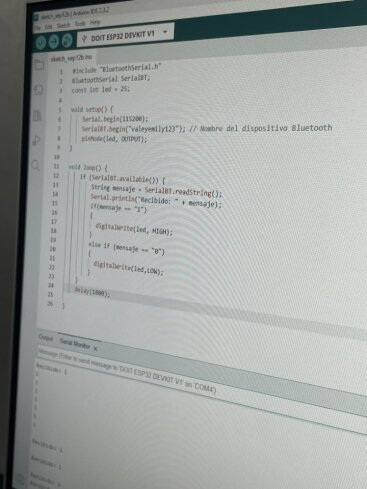 sketch_sep12b | Arduino IDE 2.3.2
File Edit Sketch Tools Help
DOIT ESP32 DEVKIT V1
sketch_sep12b.ino
1 #include "BluetoothSerial.h"
2 BluetoothSerial SerialBT;
3 const int led = 25;
4
5 void setup() {
6 Serial.begin(115200);
7 SerialBT.begin("valeyemily123"); // Nombre del dispositivo Bluetooth
8 pinMode(led, OUTPUT);
9 }
10
11 void loop() {
12 if (SerialBT.available()) {
13 String mensaje = SerialBT.readString();
14 Serial.println("Recibido: " + mensaje);
15 if(mensaje == "1")
16 {
17 digitalWrite(led, HIGH);
18 }
19 else if (mensaje == "0")
20 {
21 digitalWrite(led,LOW);
22 }
23 }
24 delay(1000);
25
26 }
Output Serial Monitor ×
Message (Enter to send message to 'DOIT ESP32 DEVKIT V1' on 'COM4')
Recibido: 1
1
1
1
1
1
1
Recibido: 1
Recibido: 1
Recibido: 1
Recibido: 1